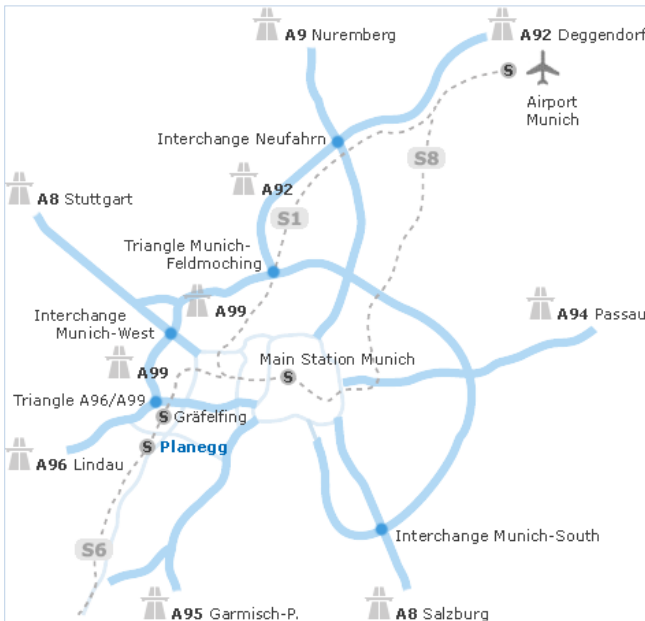 A9 Nuremberg
A92 Deggendorf
S
Airport
Munich
Interchange Neufahrn
S8
A92
A8 Stuttgart
S1
Triangle Munich-
Feldmoching
A99
Interchange
Munich-West
A94 Passau
Main Station Munich
A99
S
Triangle A96/A99
S Gräfelfing
S Planegg
A96 Lindau
Interchange Munich-South
S6
A95 Garmisch-P.
A8 Salzburg